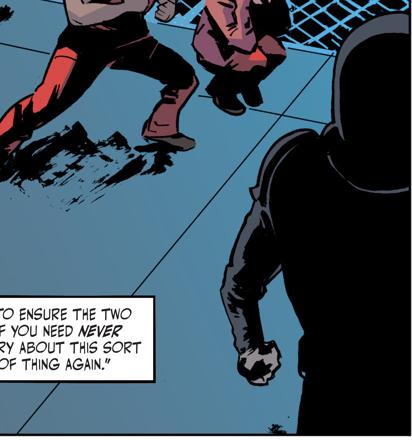 TO ENSURE THE TWO
F YOU NEED NEVER
RY ABOUT THIS SORT
OF THING AGAIN."